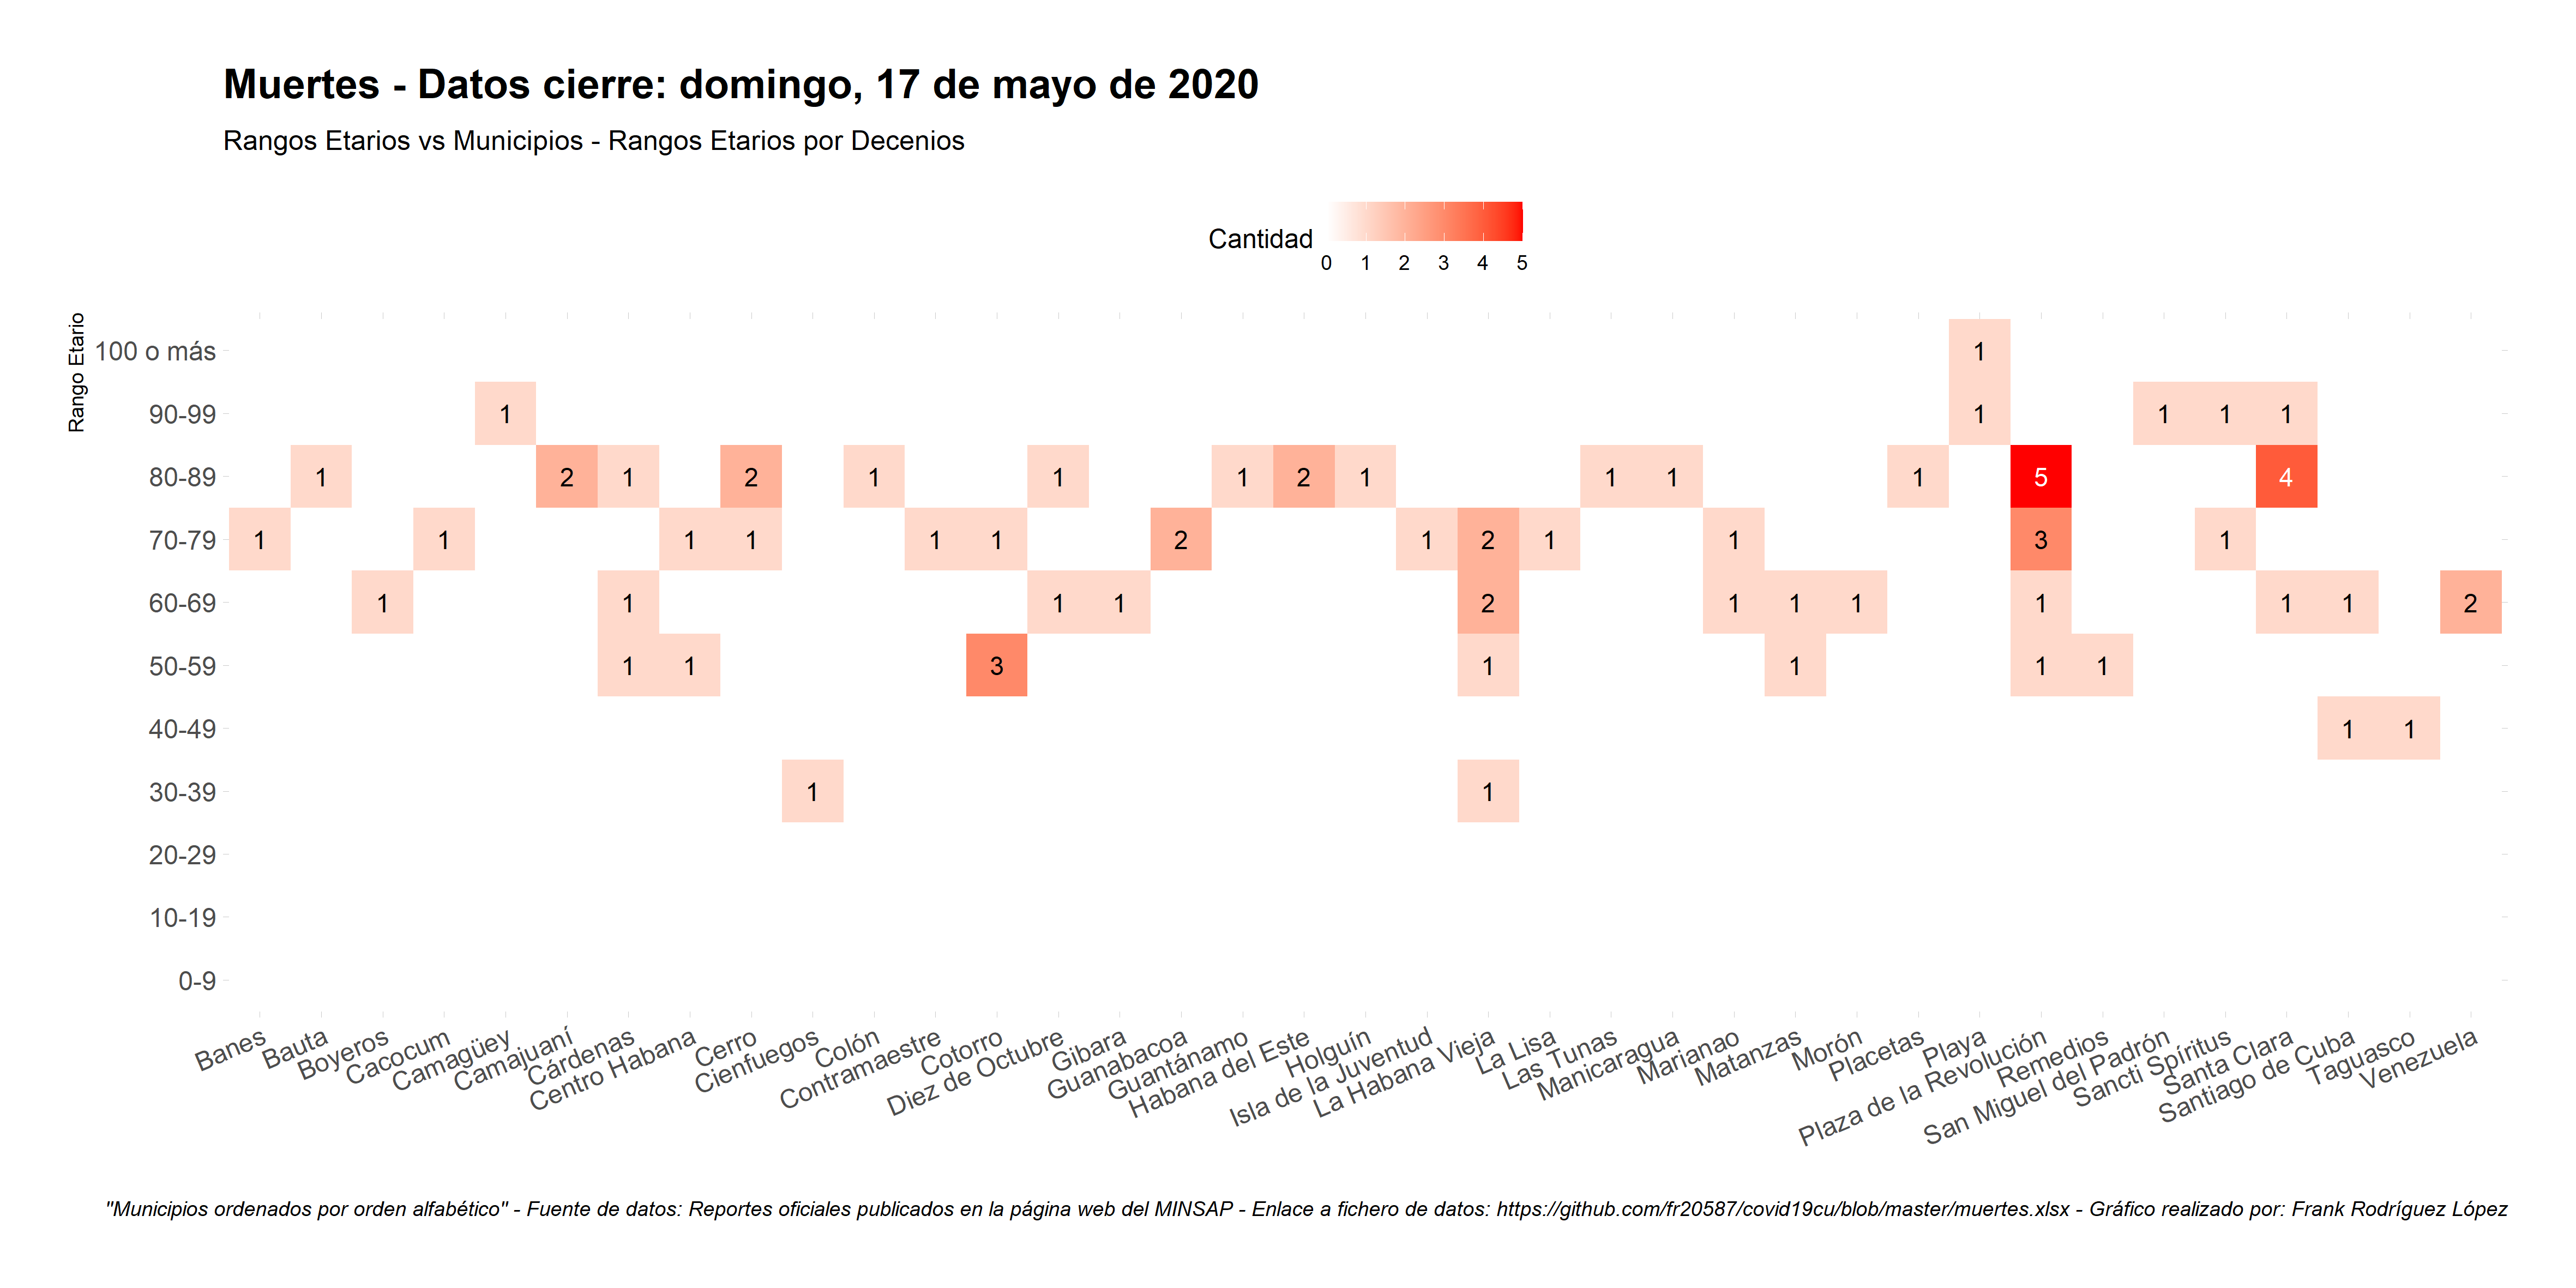 Muertes - Datos cierre: domingo, 17 de mayo de 2020
Rangos Etarios vs Municipios - Rangos Etarios por Decenios
Cantidad
0 1 2 3 4 5
Rango Etario
100 o más 1
90-99 1 1 1 1 1
80-89 1 2 1 2 1 1 1 2 1 1 1 1 5 4
70-79 1 1 1 1 1 1 2 1 2 1 1 3 1
60-69 1 1 1 1 2 1 1 1 1 1 1 2
50-59 1 1 3 1 1 1 1
40-49 1 1
30-39 1 1
20-29
10-19
0-9
Banes
Bauta
Boyeros
Cacocum
Camagüey
Camajuaní
Cárdenas
Centro Habana
Cerro
Cienfuegos
Colón
Contramaestre
Cotorro
Diez de Octubre
Gibara
Guanabacoa
Guantánamo
Habana del Este
Holguín
Isla de la Juventud
La Habana Vieja
La Lisa
Las Tunas
Manicaragua
Marianao
Matanzas
Morón
Placetas
Playa
Plaza de la Revolución
Remedios
San Miguel del Padrón
Sancti Spíritus
Santa Clara
Santiago de Cuba
Taguasco
Venezuela
"Municipios ordenados por orden alfabético" - Fuente de datos: Reportes oficiales publicados en la página web del MINSAP - Enlace a fichero de datos: https://github.com/fr20587/covid19cu/blob/master/muertes.xlsx - Gráfico realizado por: Frank Rodríguez López